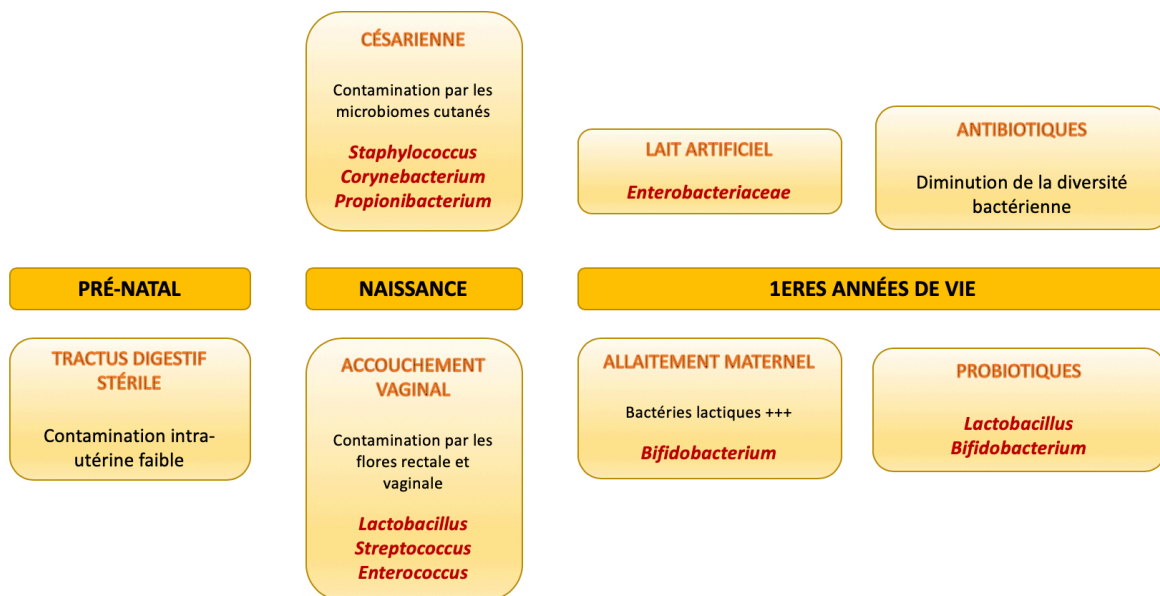 CÉSARIENNE
Contamination par les
microbiomes cutanés
Staphylococcus
Corynebacterium
Propionibacterium
LAIT ARTIFICIEL
Enterobacteriaceae
ANTIBIOTIQUES
Diminution de la diversité
bactérienne
PRÉ-NATAL
NAISSANCE
1ERES ANNÉES DE VIE
TRACTUS DIGESTIF
STÉRILE
Contamination intra-
utérine faible
ACCOUCHEMENT
VAGINAL
Contamination par les
flores rectale et
vaginale
Lactobacillus
Streptococcus
Enterococcus
ALLAITEMENT MATERNEL
Bactéries lactiques +++
Bifidobacterium
PROBIOTIQUES
Lactobacillus
Bifidobacterium